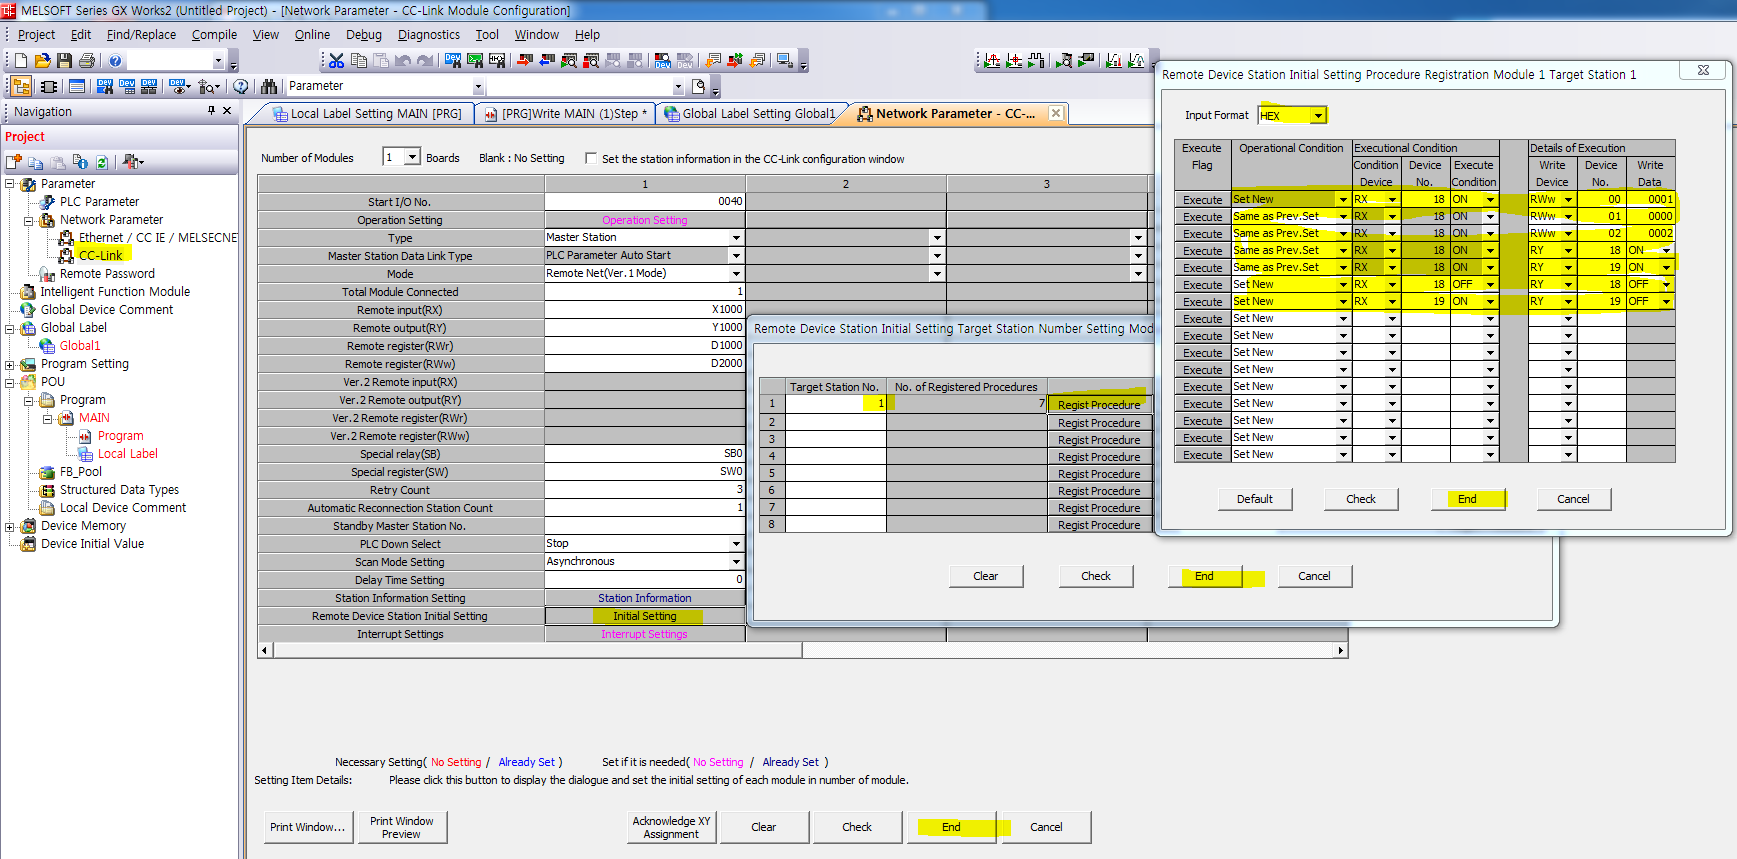 MELSOFT Series GX Works2 (Untitled Project) - [Network Parameter - CC-Link Module Configuration]
Project Edit Find/Replace Compile View Online Debug Diagnostics Tool Window Help
Parameter
Navigation
Project
Parameter
PLC Parameter
Network Parameter
Ethernet / CC IE / MELSECNE
CC-Link
Remote Password
Intelligent Function Module
Global Device Comment
Global Label
Global1
Program Setting
POU
Program
MAIN
Program
Local Label
FB_Pool
Structured Data Types
Local Device Comment
Device Memory
Device Initial Value
Local Label Setting MAIN [PRG] [PRG]Write MAIN (1)Step * Global Label Setting Global1 Network Parameter - CC-...
Number of Modules 1 Boards Blank : No Setting Set the station information in the CC-Link configuration window
1 2 3
Start I/O No. 0040
Operation Setting Operation Setting
Type Master Station
Master Station Data Link Type PLC Parameter Auto Start
Mode Remote Net(Ver.1 Mode)
Total Module Connected 1
Remote input(RX) X1000
Remote output(RY) Y1000
Remote register(RWr) D1000
Remote register(RWw) D2000
Ver.2 Remote input(RX)
Ver.2 Remote output(RY)
Ver.2 Remote register(RWr)
Ver.2 Remote register(RWw)
Special relay(SB) SB0
Special register(SW) SW0
Retry Count 3
Automatic Reconnection Station Count 1
Standby Master Station No.
PLC Down Select Stop
Scan Mode Setting Asynchronous
Delay Time Setting 0
Station Information Setting Station Information
Remote Device Station Initial Setting Initial Setting
Interrupt Settings Interrupt Settings
Necessary Setting( No Setting / Already Set ) Set if it is needed( No Setting / Already Set )
Setting Item Details: Please click this button to display the dialogue and set the initial setting of each module in number of module.
Print Window... Print Window Preview Acknowledge XY Assignment Clear Check End Cancel
Remote Device Station Initial Setting Target Station Number Setting Mod
Target Station No. No. of Registered Procedures
1 1 7 Regist Procedure
2 Regist Procedure
3 Regist Procedure
4 Regist Procedure
5 Regist Procedure
6 Regist Procedure
7 Regist Procedure
8 Regist Procedure
Clear Check End Cancel
Remote Device Station Initial Setting Procedure Registration Module 1 Target Station 1
Input Format HEX
Execute Flag Operational Condition Executional Condition Details of Execution
Condition Device Device No. Execute Condition Write Device Device No. Write Data
Execute Set New RX 18 ON RWw 00 0001
Execute Same as Prev.Set RX 18 ON RWw 01 0000
Execute Same as Prev.Set RX 18 ON RWw 02 0002
Execute Same as Prev.Set RX 18 ON RY 18 ON
Execute Same as Prev.Set RX 18 ON RY 19 ON
Execute Set New RX 18 OFF RY 18 OFF
Execute Set New RX 19 ON RY 19 OFF
Execute Set New
Execute Set New
Execute Set New
Execute Set New
Execute Set New
Execute Set New
Execute Set New
Execute Set New
Execute Set New
Default Check End Cancel